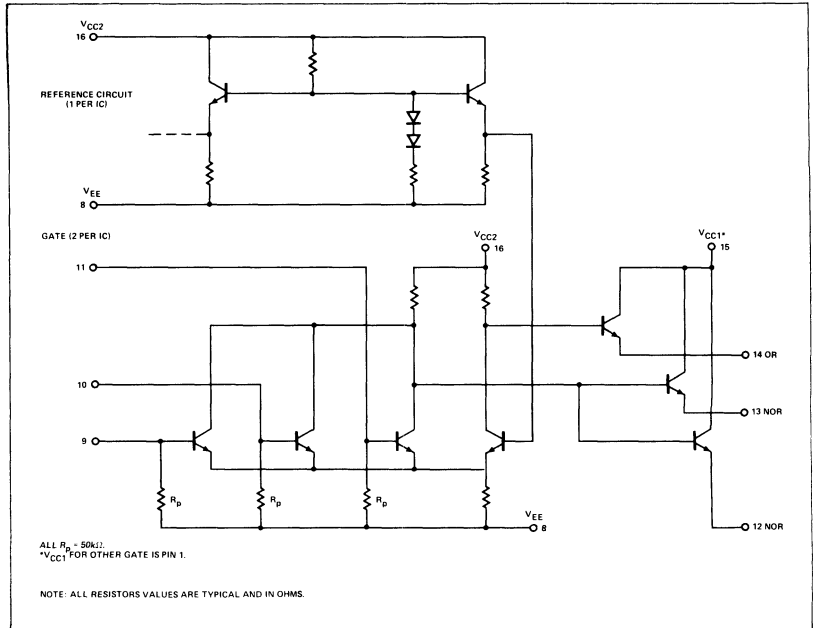 VCC2
16
REFERENCE CIRCUIT
(1 PER IC)
VEE
8
GATE (2 PER IC)
VCC2
16
VCC1*
15
11
14 OR
10
13 NOR
9
Rp
Rp
Rp
VEE
8
12 NOR
ALL Rp = 50kΩ.
*VCC1 FOR OTHER GATE IS PIN 1.
NOTE: ALL RESISTORS VALUES ARE TYPICAL AND IN OHMS.